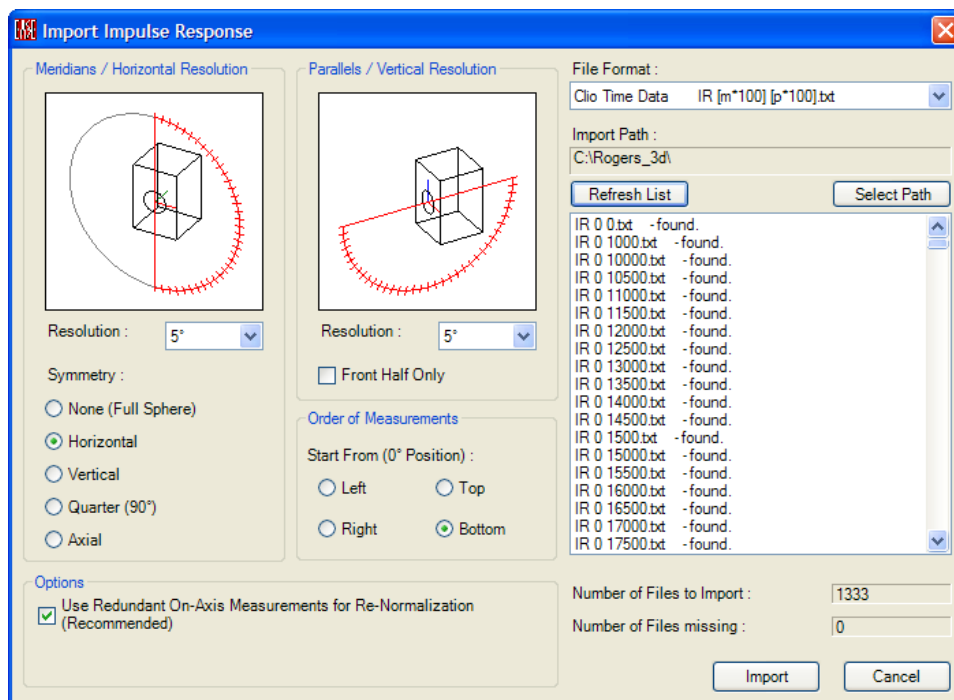 Import Impulse Response
Meridians / Horizontal Resolution
Resolution :
5°
Symmetry :
None (Full Sphere)
Horizontal
Vertical
Quarter (90°)
Axial
Parallels / Vertical Resolution
Resolution :
5°
Front Half Only
Order of Measurements
Start From (0° Position) :
Left
Top
Right
Bottom
Options
Use Redundant On-Axis Measurements for Re-Normalization
(Recommended)
File Format :
Clio Time Data IR [m*100] [p*100].txt
Import Path :
C:\Rogers_3d\
Refresh List
Select Path
IR 0 0.txt -found.
IR 0 1000.txt -found.
IR 0 10000.txt -found.
IR 0 10500.txt -found.
IR 0 11000.txt -found.
IR 0 11500.txt -found.
IR 0 12000.txt -found.
IR 0 12500.txt -found.
IR 0 13000.txt -found.
IR 0 13500.txt -found.
IR 0 14000.txt -found.
IR 0 14500.txt -found.
IR 0 1500.txt -found.
IR 0 15000.txt -found.
IR 0 15500.txt -found.
IR 0 16000.txt -found.
IR 0 16500.txt -found.
IR 0 17000.txt -found.
IR 0 17500.txt -found.
Number of Files to Import :
1333
Number of Files missing :
0
Import
Cancel